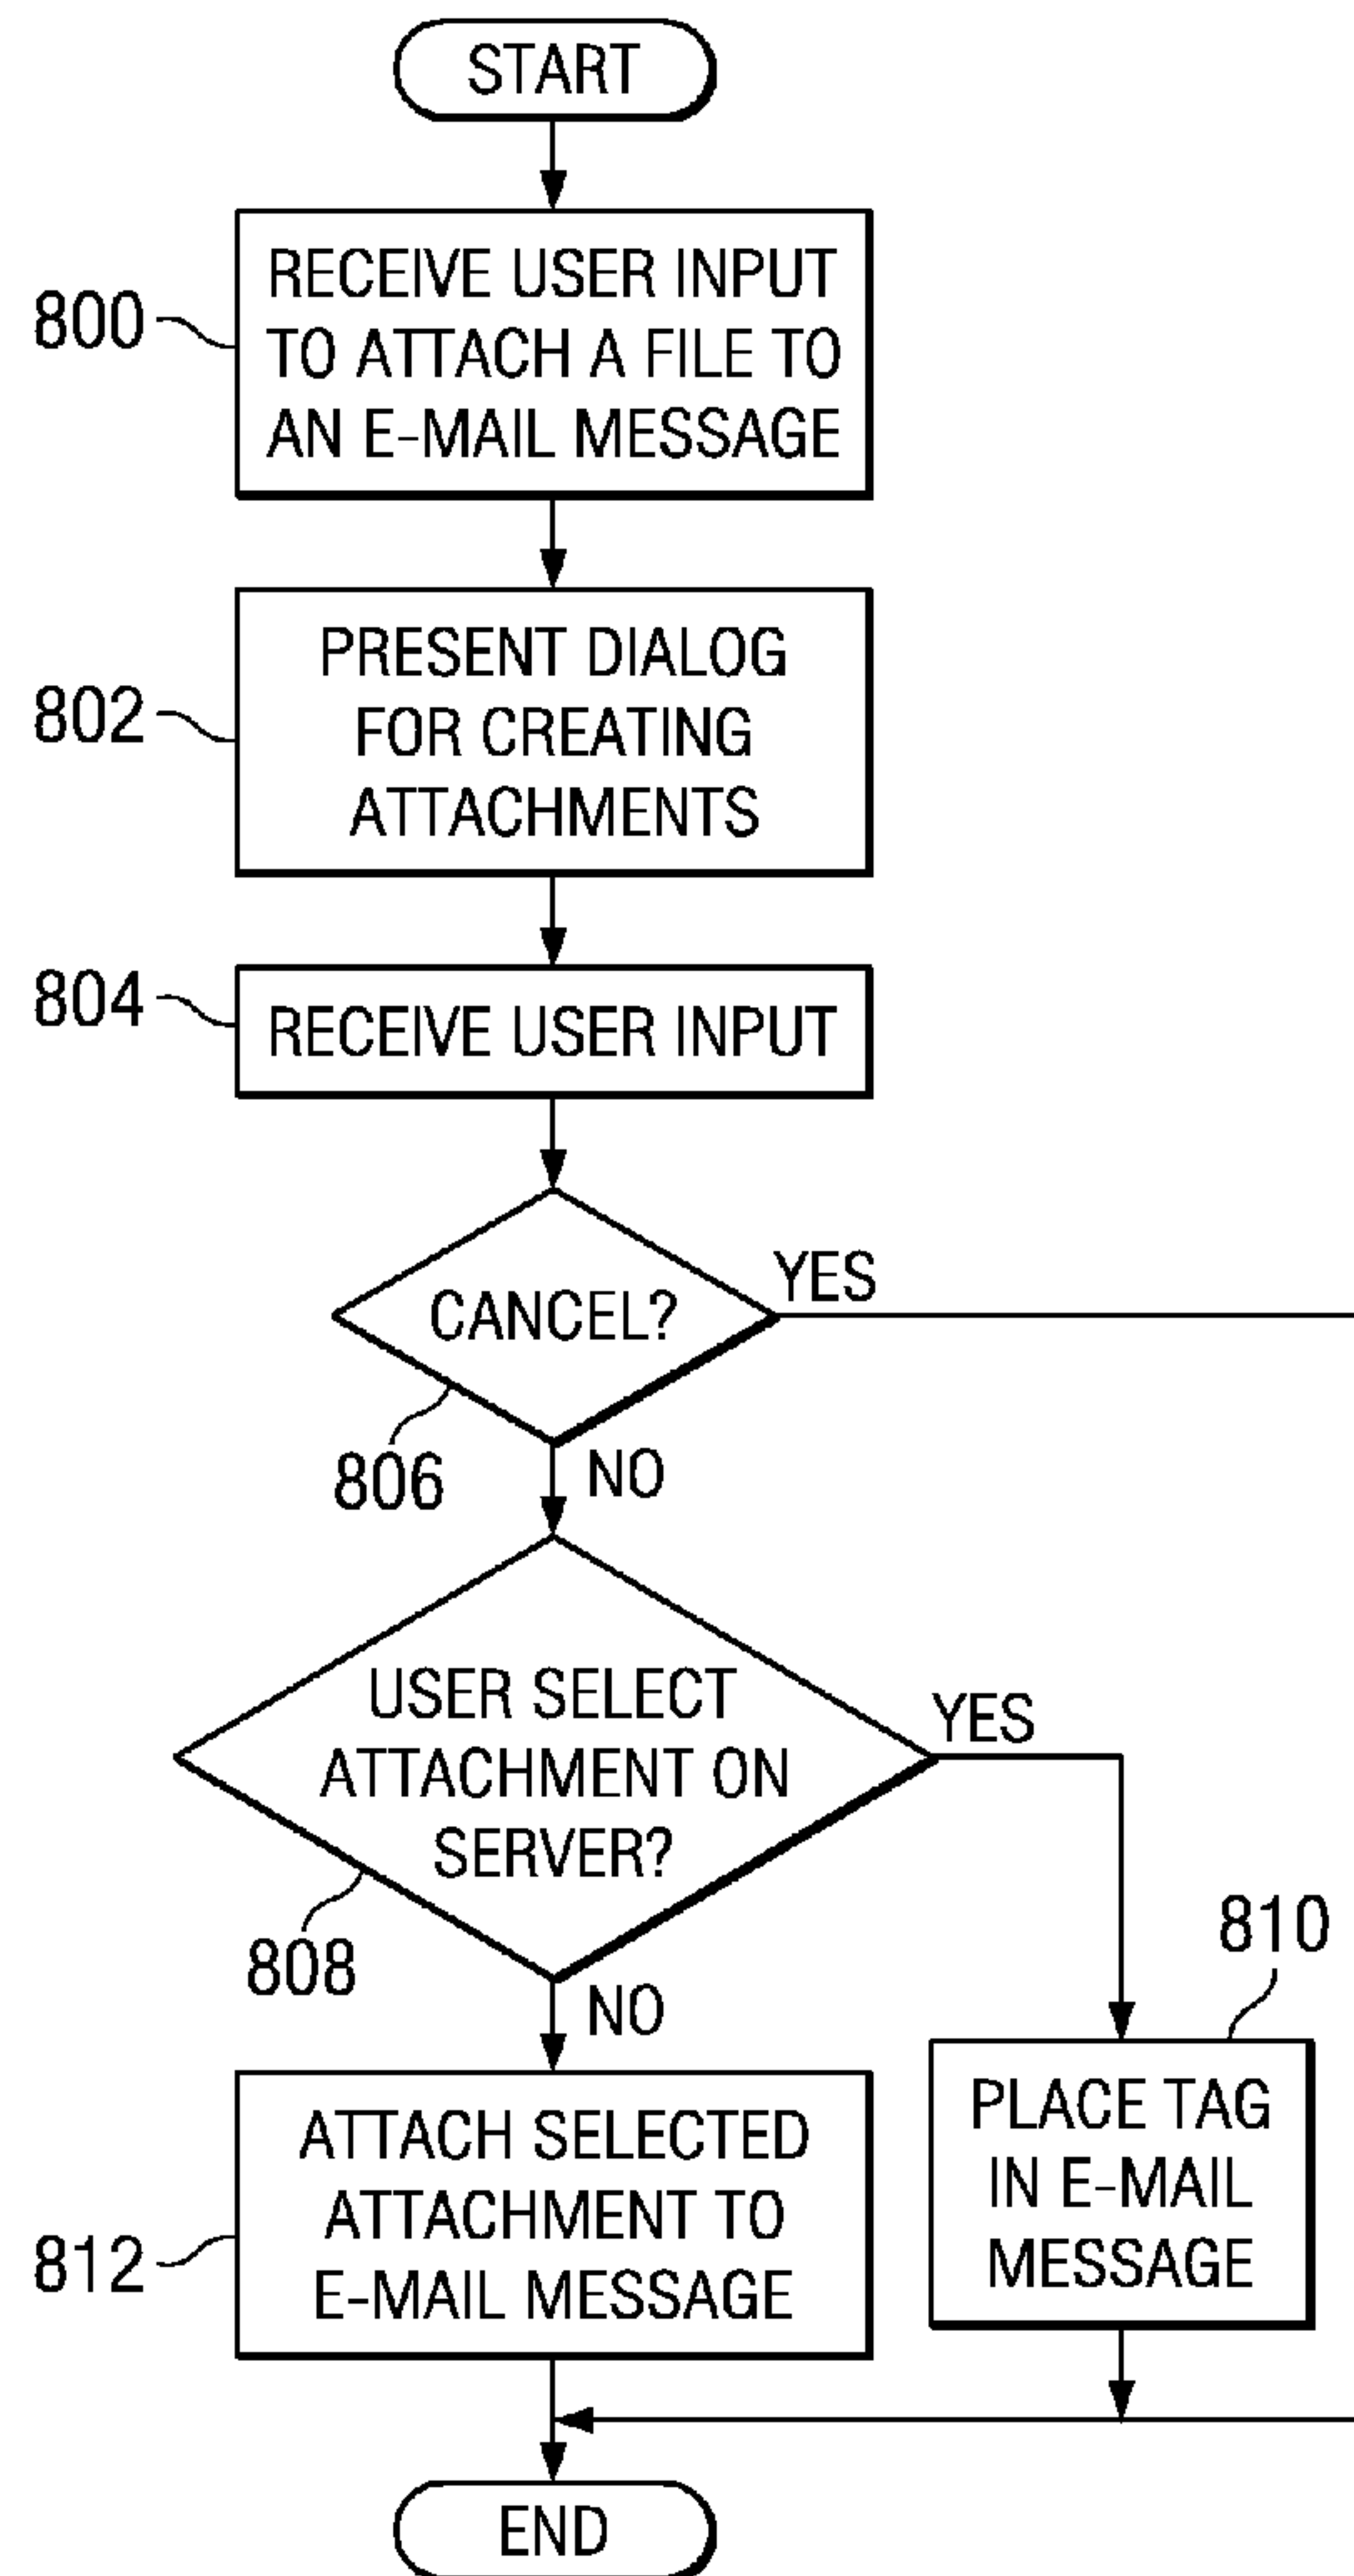 START
800
RECEIVE USER INPUT
TO ATTACH A FILE TO
AN E-MAIL MESSAGE
802
PRESENT DIALOG
FOR CREATING
ATTACHMENTS
804
RECEIVE USER INPUT
CANCEL?
YES
806
NO
USER SELECT
ATTACHMENT ON
SERVER?
YES
808
NO
810
PLACE TAG
IN E-MAIL
MESSAGE
812
ATTACH SELECTED
ATTACHMENT TO
E-MAIL MESSAGE
END